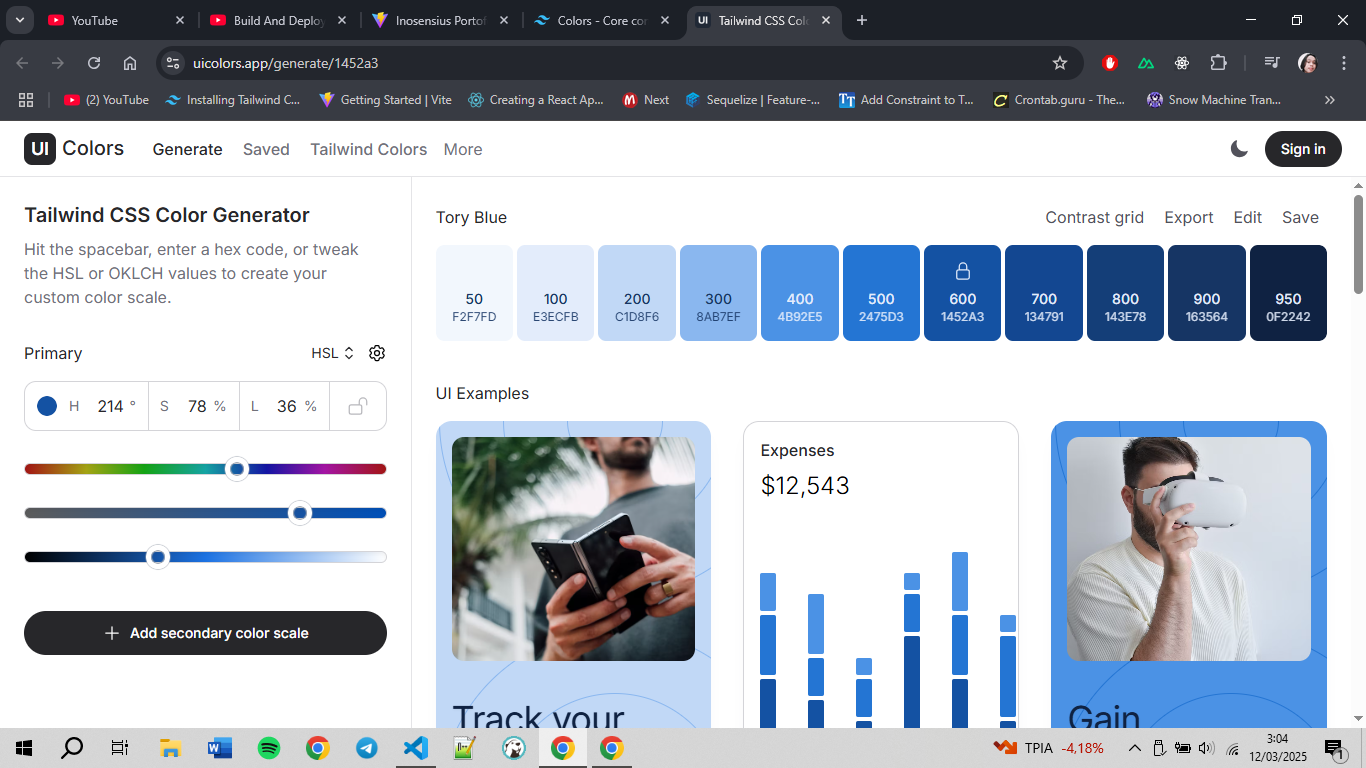 YouTube
Build And Deploy
Inosensius Portof
Colors - Core cor
UI Tailwind CSS Colo
uicolors.app/generate/1452a3
(2) YouTube
Installing Tailwind C...
Getting Started | Vite
Creating a React Ap...
Next
Sequelize | Feature-...
TT Add Constraint to T...
Crontab.guru - The...
Snow Machine Tran...
UI Colors
Generate
Saved
Tailwind Colors
More
Sign in
Tailwind CSS Color Generator
Hit the spacebar, enter a hex code, or tweak
the HSL or OKLCH values to create your
custom color scale.
Primary
HSL
H 214 °
S 78 %
L 36 %
Add secondary color scale
Tory Blue
Contrast grid
Export
Edit
Save
50
F2F7FD
100
E3ECFB
200
C1D8F6
300
8AB7EF
400
4B92E5
500
2475D3
600
1452A3
700
134791
800
143E78
900
163564
950
0F2242
UI Examples
Track your
Expenses
$12,543
Gain
TPIA -4,18%
3:04
12/03/2025
1